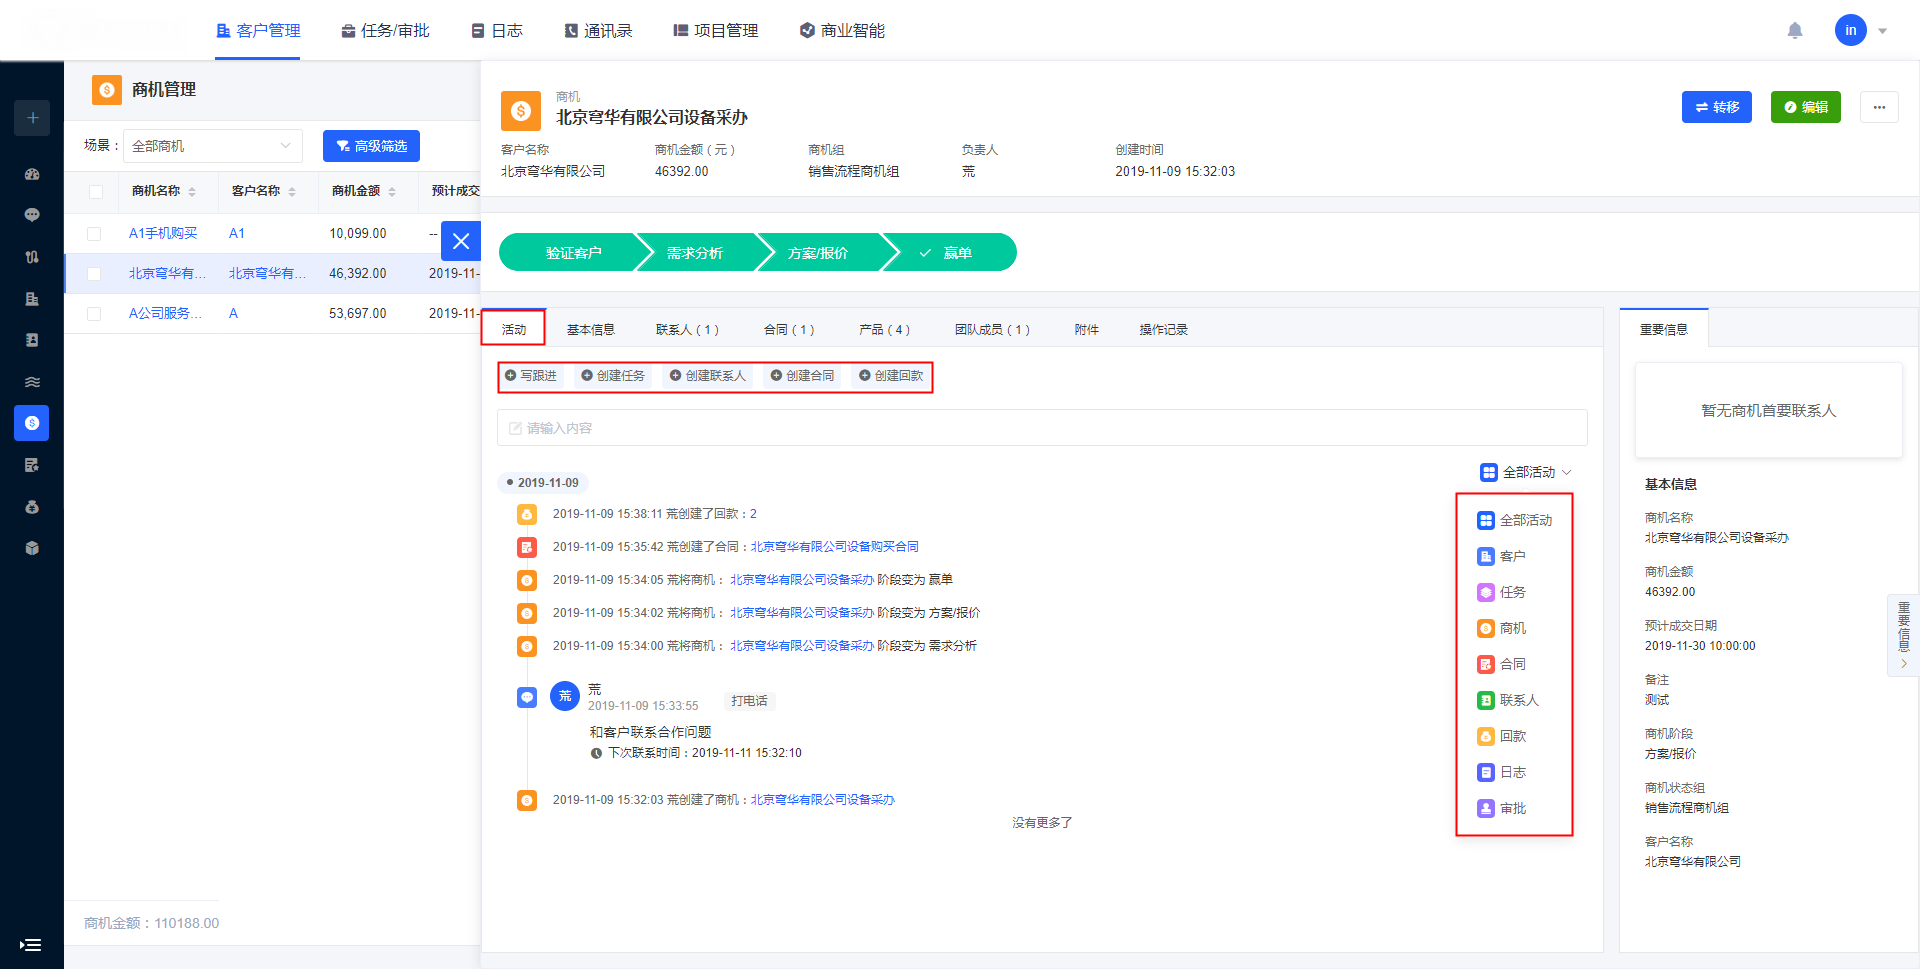 客户管理 任务/审批 日志 通讯录 项目管理 商业智能 in
商机管理
场景： 全部商机 高级筛选
商机名称 客户名称 商机金额 预计成交
A1手机购买 A1 10,099.00 --
北京穹华有... 北京穹华有... 46,392.00 2019-11-
A公司服务... A 53,697.00 2019-11-
商机金额：110188.00
商机
北京穹华有限公司设备采办
转移 编辑 ...
客户名称 商机金额（元） 商机组 负责人 创建时间
北京穹华有限公司 46392.00 销售流程商机组 荒 2019-11-09 15:32:03
验证客户 需求分析 方案/报价 赢单
活动 基本信息 联系人（1） 合同（1） 产品（4） 团队成员（1） 附件 操作记录
写跟进 创建任务 创建联系人 创建合同 创建回款
请输入内容
全部活动
2019-11-09
2019-11-09 15:38:11 荒创建了回款：2
2019-11-09 15:35:42 荒创建了合同：北京穹华有限公司设备购买合同
2019-11-09 15:34:05 荒将商机： 北京穹华有限公司设备采办 阶段变为 赢单
2019-11-09 15:34:02 荒将商机： 北京穹华有限公司设备采办 阶段变为 方案/报价
2019-11-09 15:34:00 荒将商机： 北京穹华有限公司设备采办 阶段变为 需求分析
荒 荒
2019-11-09 15:33:55 打电话
和客户联系合作问题
下次联系时间：2019-11-11 15:32:10
2019-11-09 15:32:03 荒创建了商机：北京穹华有限公司设备采办
没有更多了
全部活动
客户
任务
商机
合同
联系人
回款
日志
审批
重要信息
暂无商机首要联系人
基本信息
商机名称
北京穹华有限公司设备采办
商机金额
46392.00
预计成交日期
2019-11-30 10:00:00
备注
测试
商机阶段
方案/报价
商机状态组
销售流程商机组
客户名称
北京穹华有限公司
重要信息